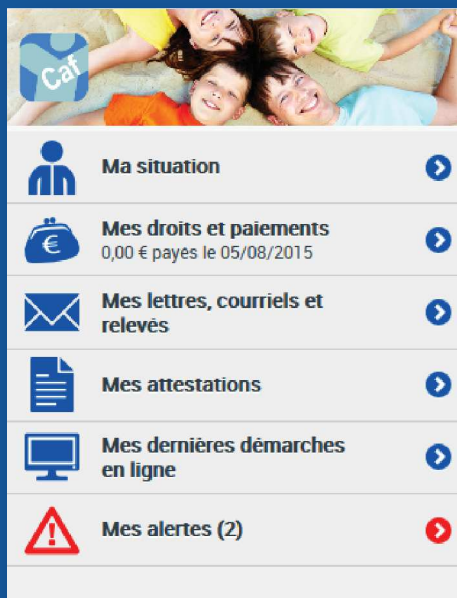 Caf
Ma situation
€
Mes droits et paiements
0,00 € payés le 05/08/2015
Mes lettres, courriels et
relevés
Mes attestations
Mes dernières démarches
en ligne
Mes alertes (2)